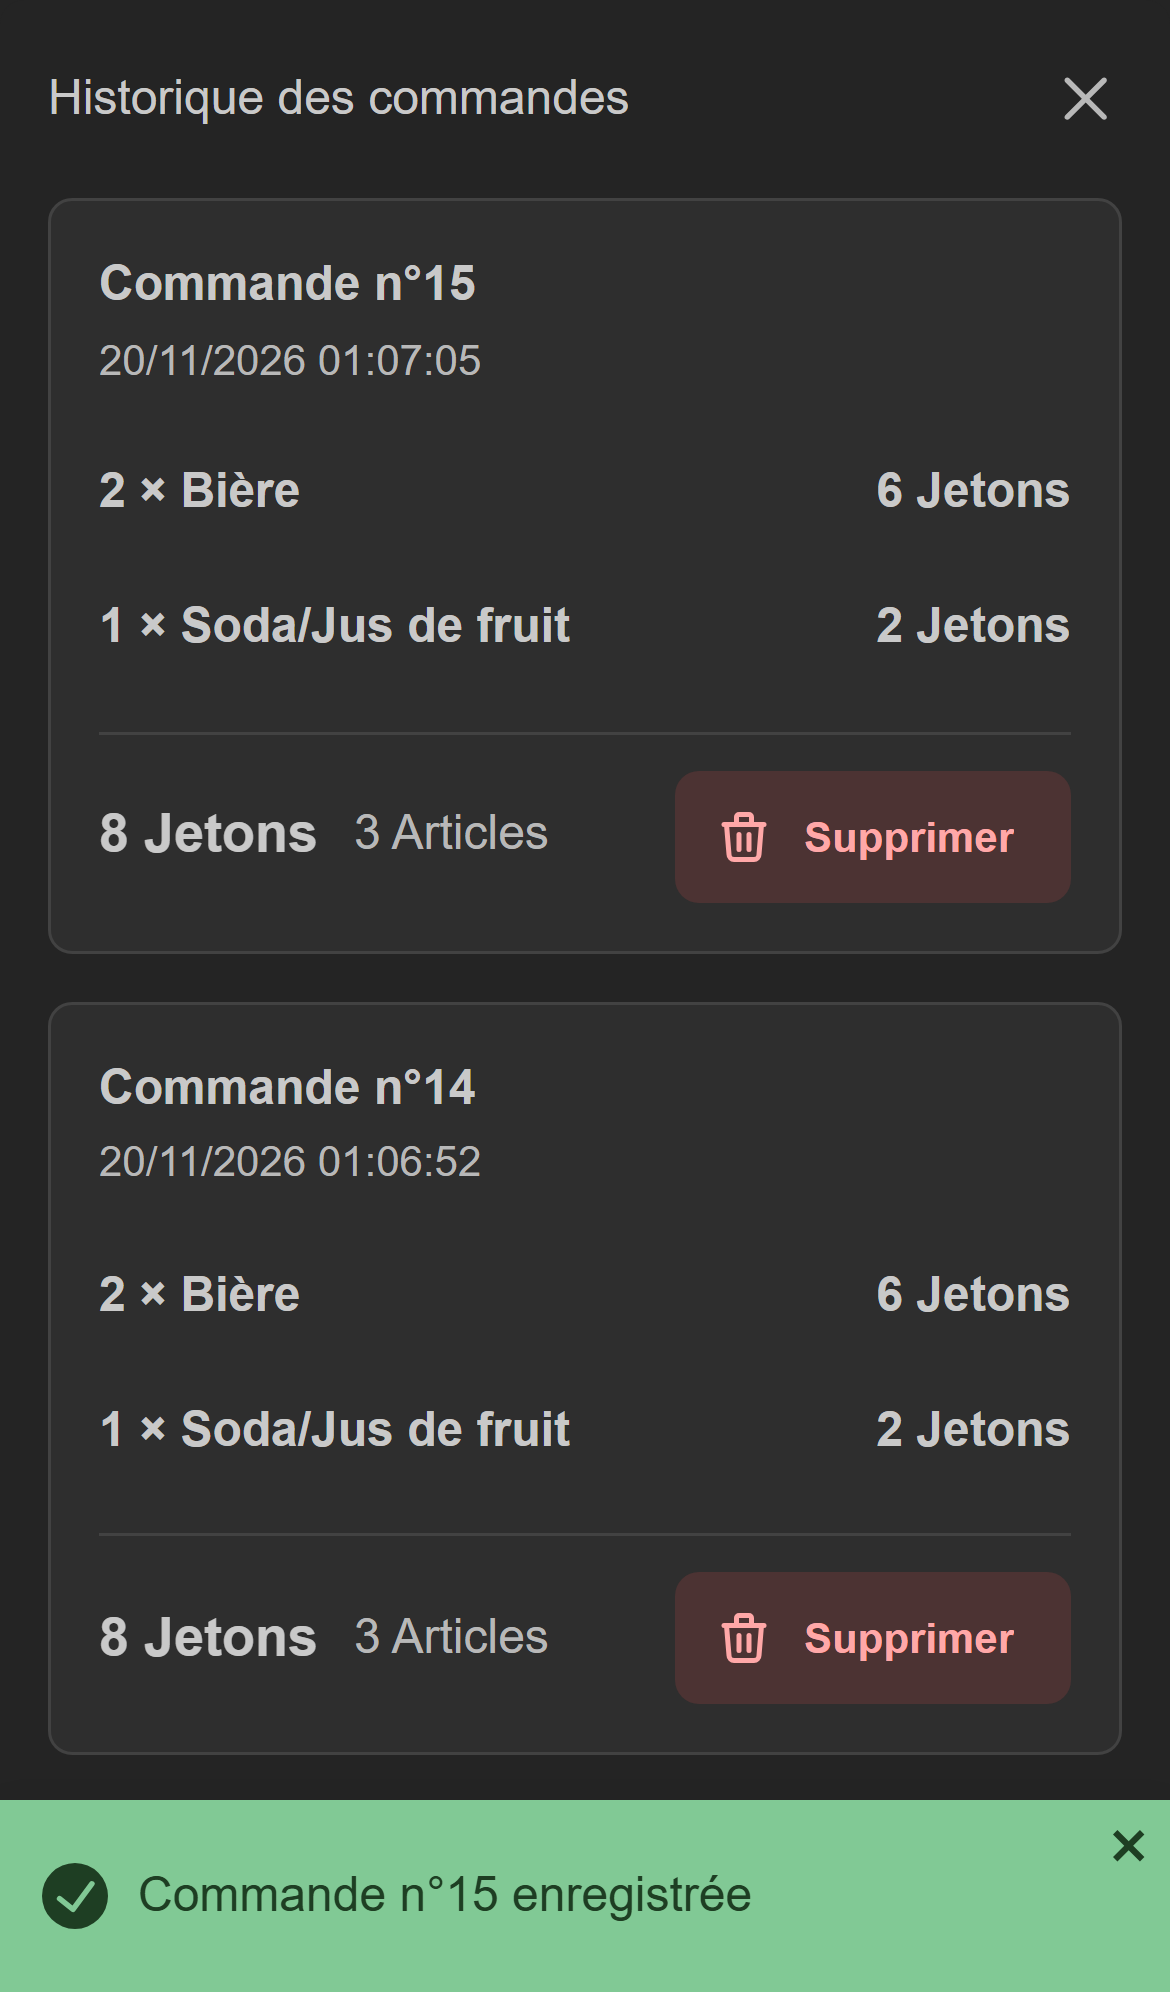 Historique des commandes
Commande n°15
20/11/2026 01:07:05
2 × Bière 6 Jetons
1 × Soda/Jus de fruit 2 Jetons
8 Jetons 3 Articles Supprimer
Commande n°14
20/11/2026 01:06:52
2 × Bière 6 Jetons
1 × Soda/Jus de fruit 2 Jetons
8 Jetons 3 Articles Supprimer
Commande n°15 enregistrée